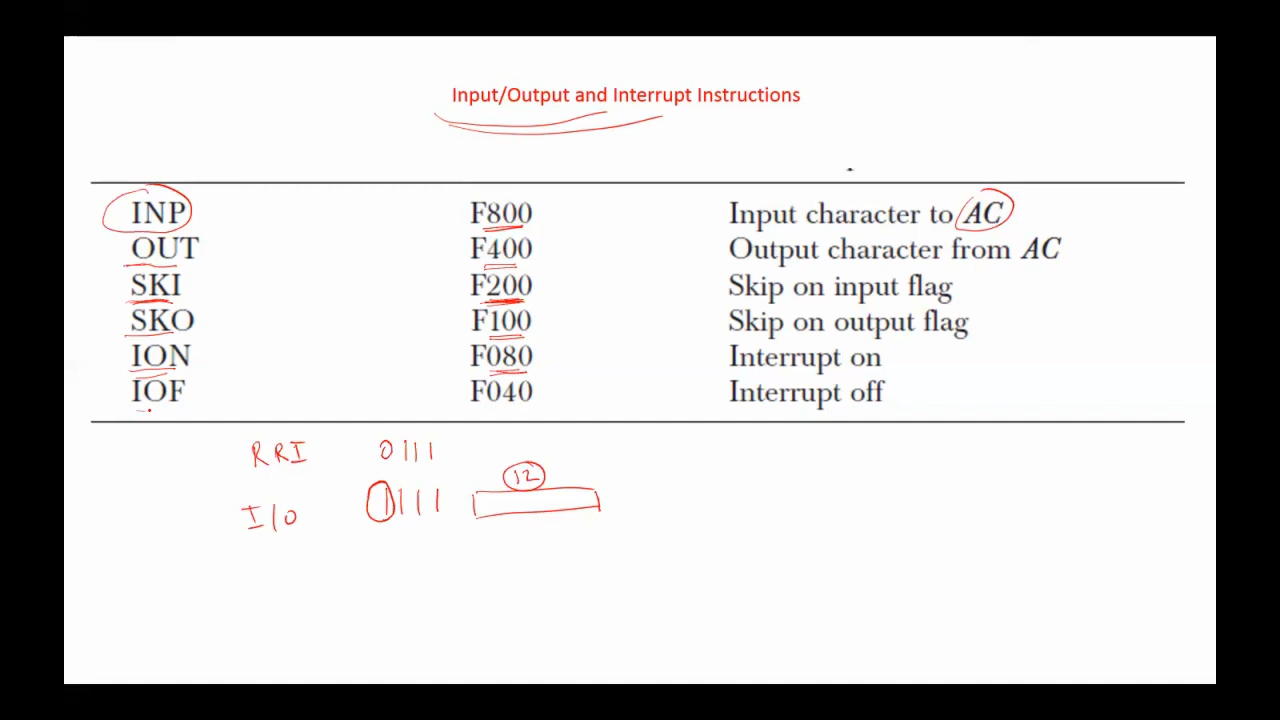 Input/Output and Interrupt Instructions
INP F800 Input character to AC
OUT F400 Output character from AC
SKI F200 Skip on input flag
SKO F100 Skip on output flag
ION F080 Interrupt on
IOF F040 Interrupt off
RRI 0111
12
I/O 1111